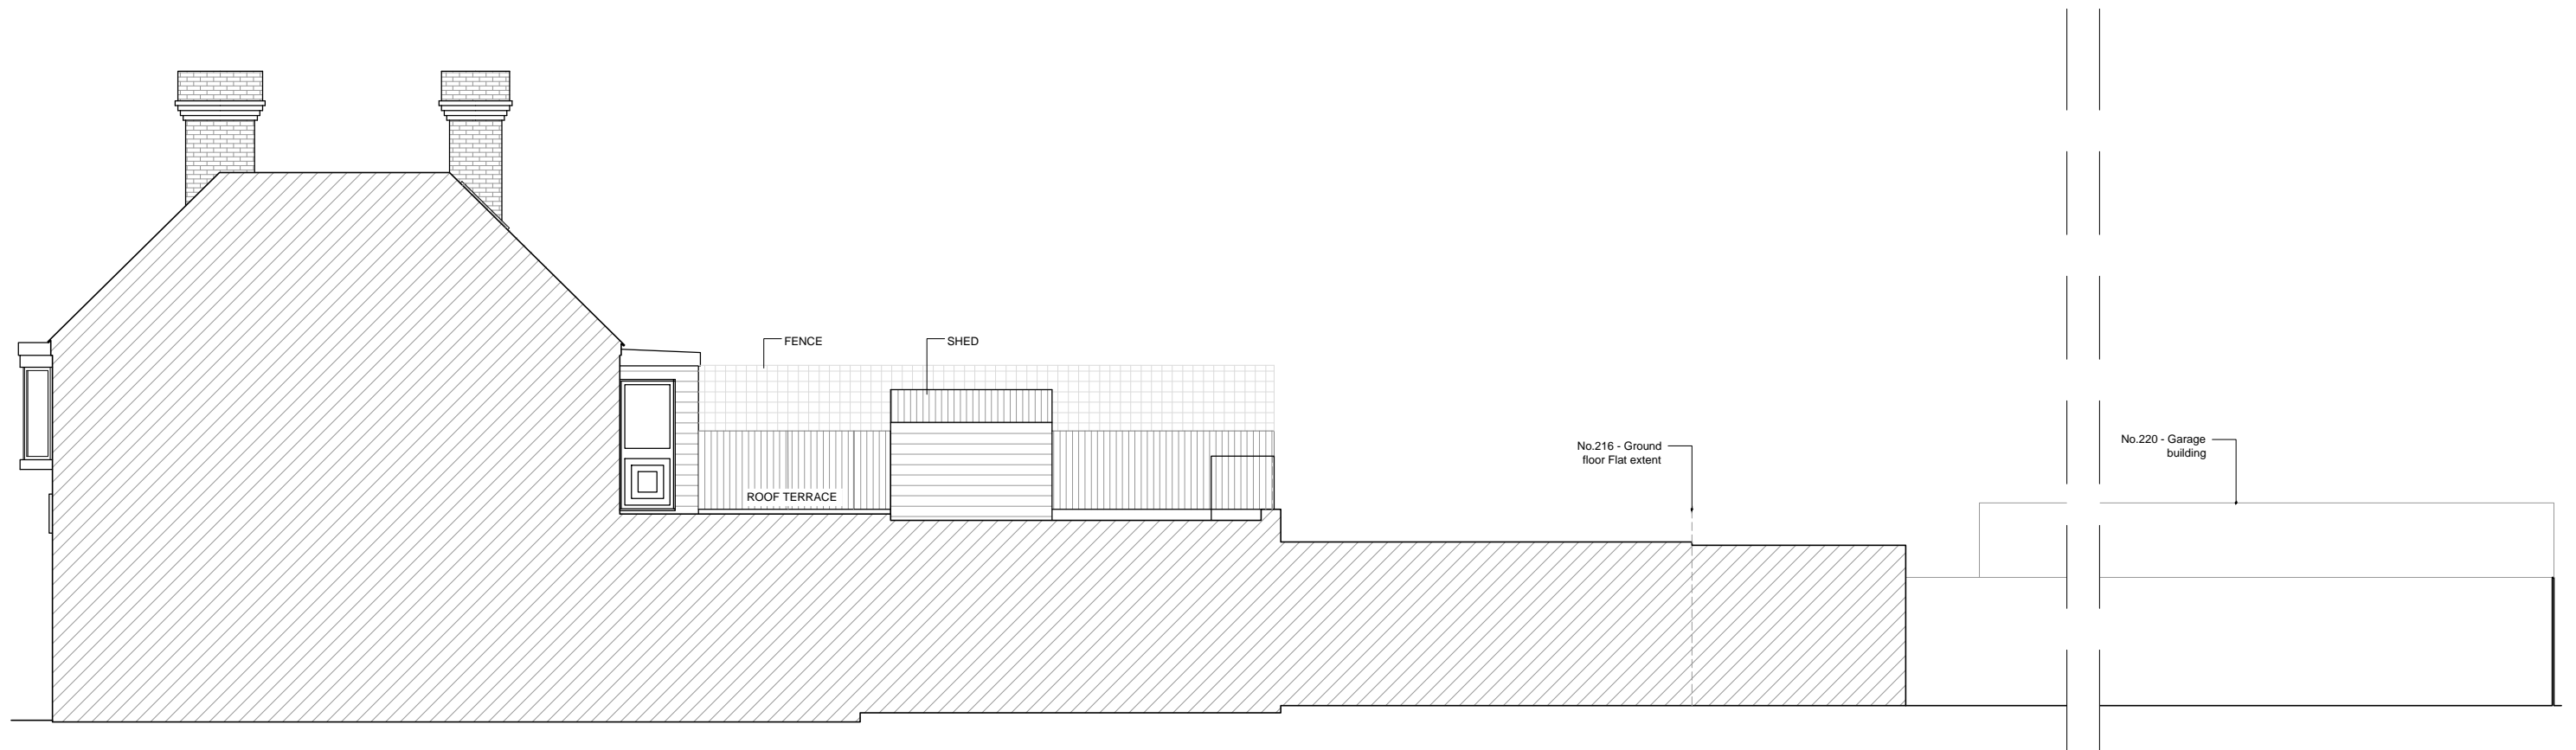 FENCE
SHED
ROOF TERRACE
No.216 - Ground
floor Flat extent
No.220 - Garage
building